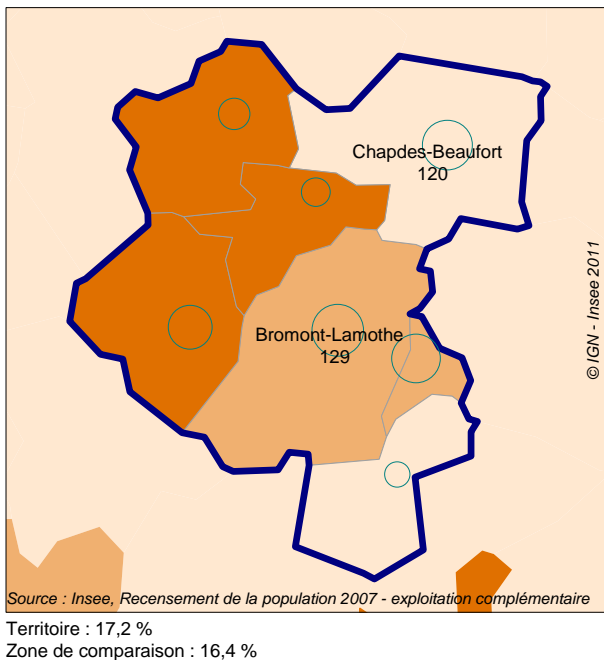 Chapdes-Beaufort
120
© IGN - Insee 2011
Bromont-Lamothe
129
Source : Insee, Recensement de la population 2007 - exploitation complémentaire
Territoire : 17,2 %
Zone de comparaison : 16,4 %